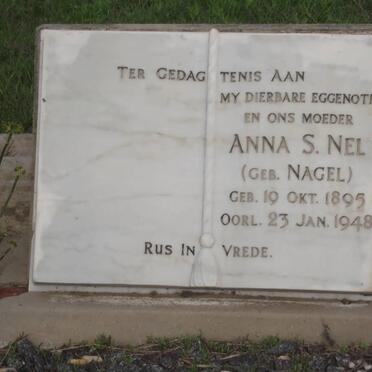 TER GEDAGTENIS AAN
MY DIERBARE EGGENOTE
EN ONS MOEDER
ANNA S. NEL
(GEB. NAGEL)
GEB. 19 OKT. 1895
OORL. 23 JAN. 1948
RUS IN VREDE.